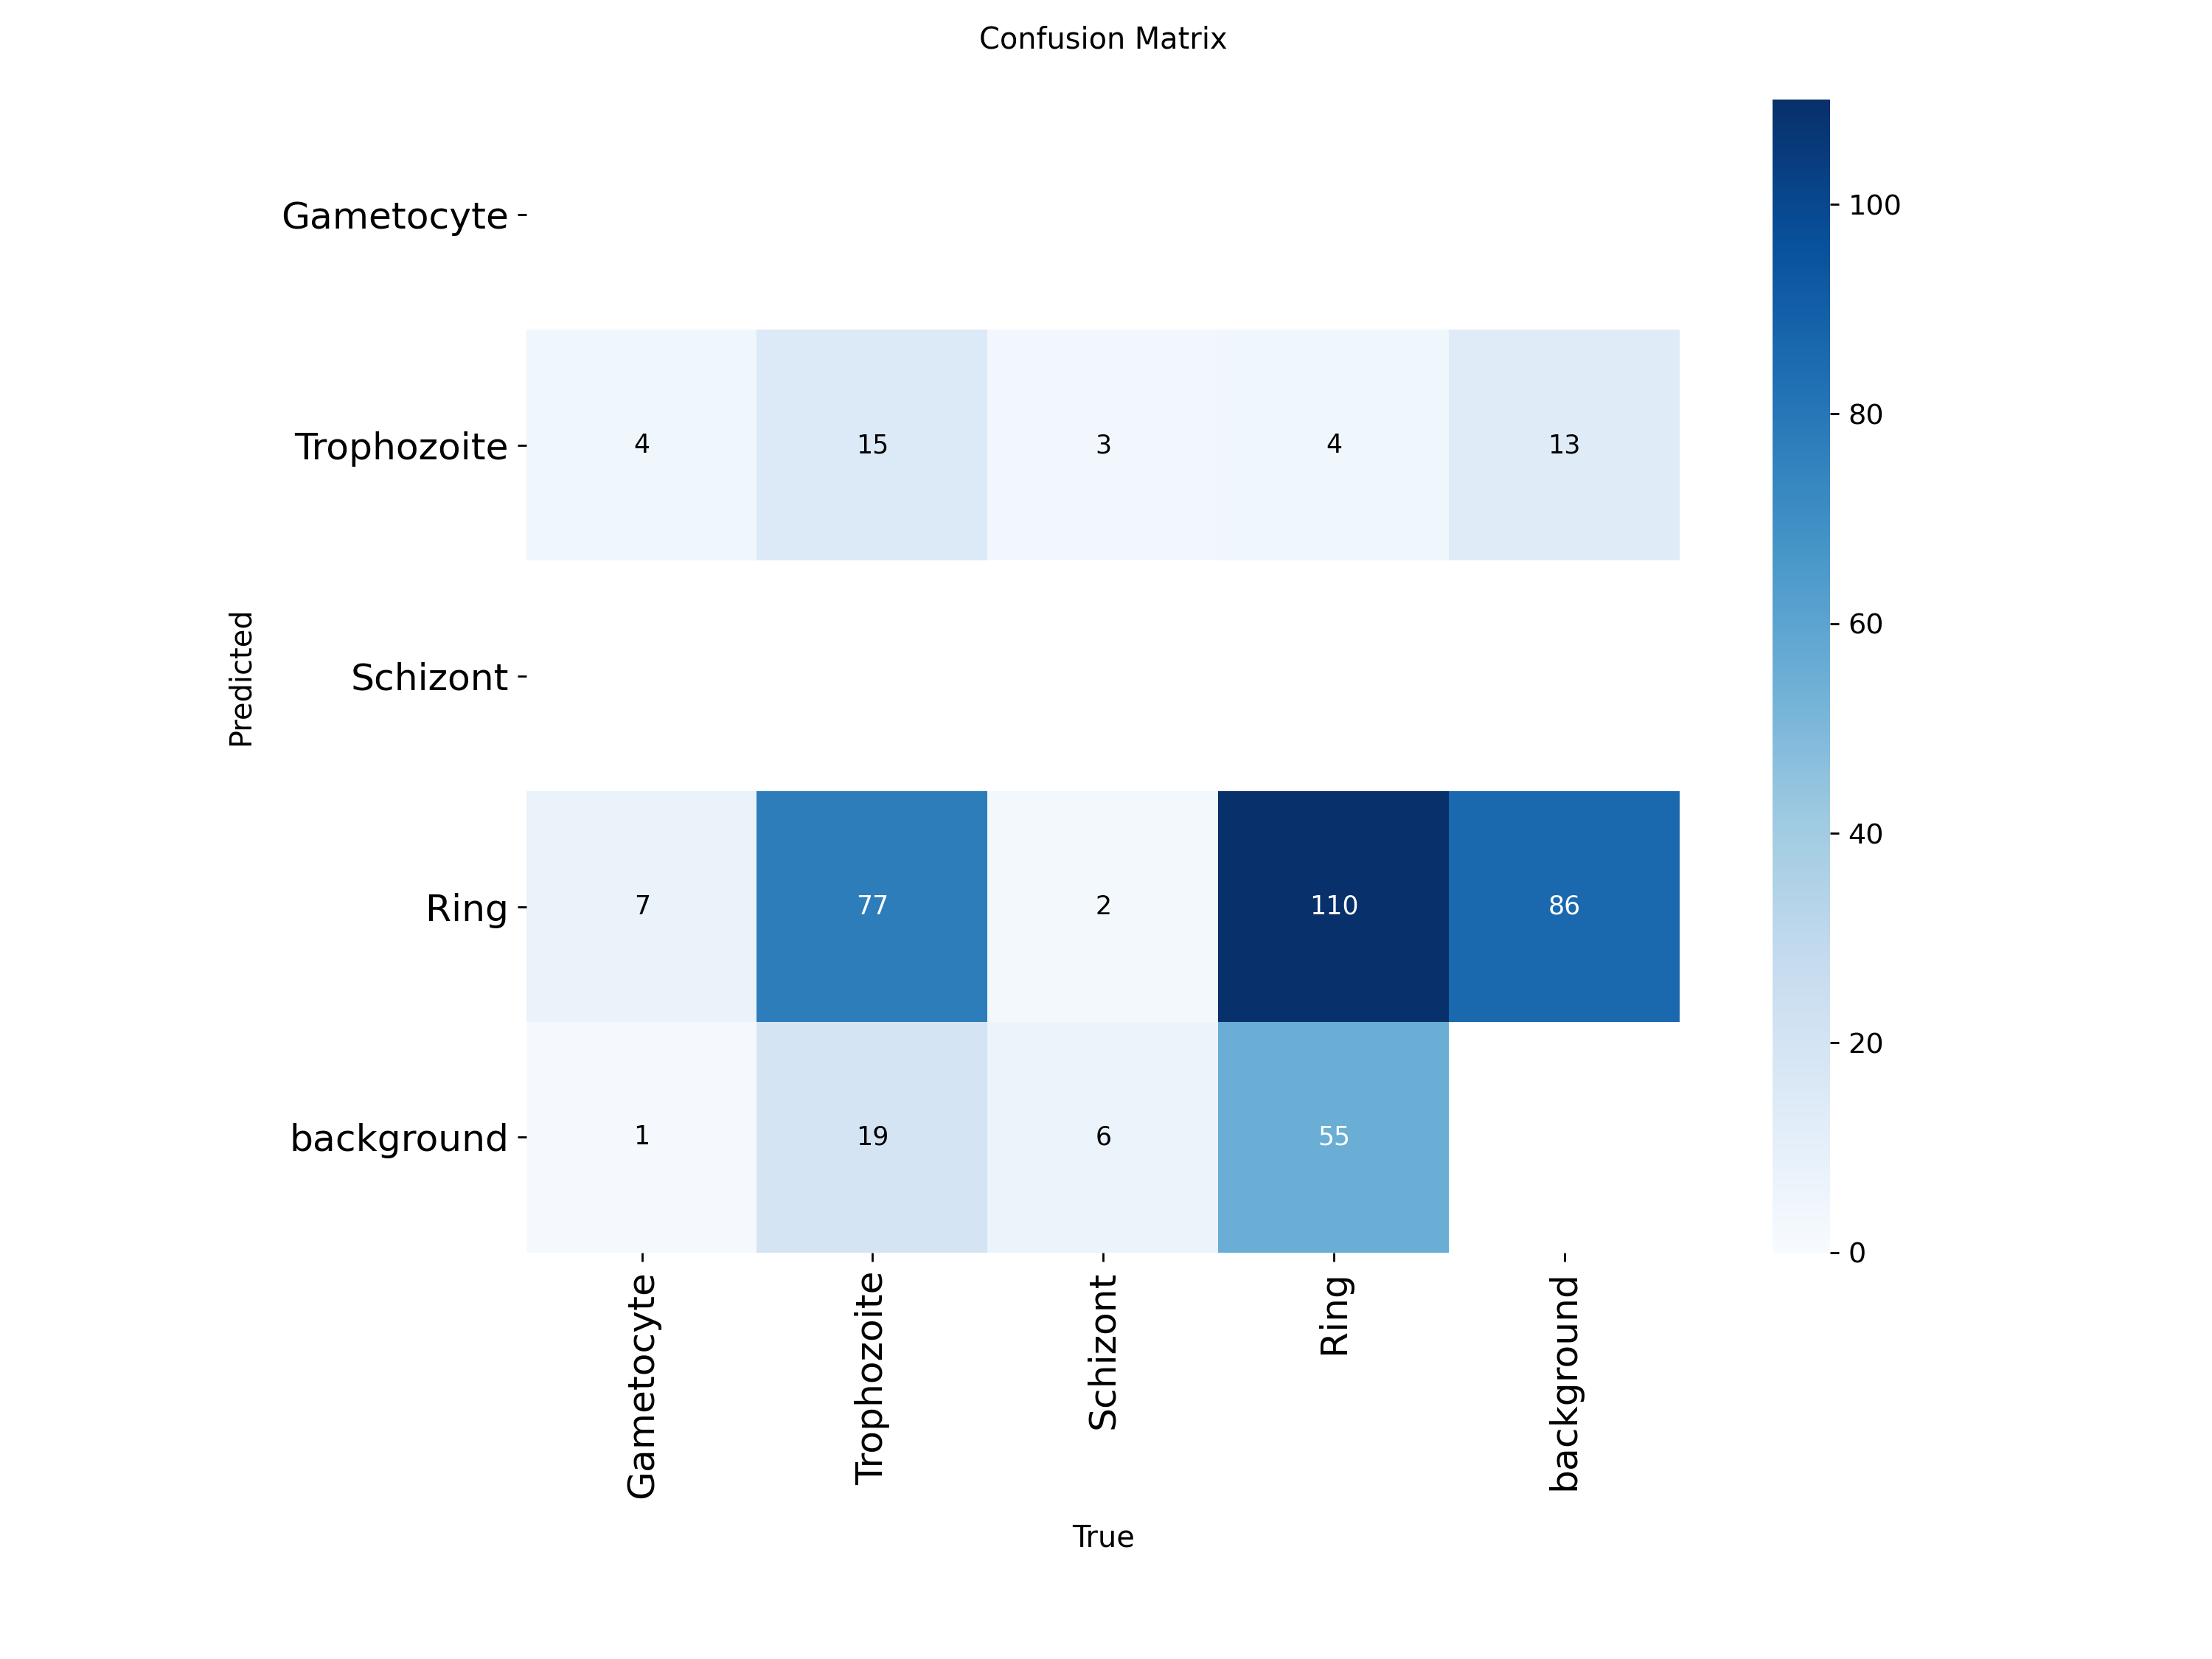 Confusion Matrix
Gametocyte
Trophozoite
Schizont
Ring
background
Predicted
4 15 3 4 13
7 77 2 110 86
1 19 6 55
Gametocyte
Trophozoite
Schizont
Ring
background
True
100
80
60
40
20
0